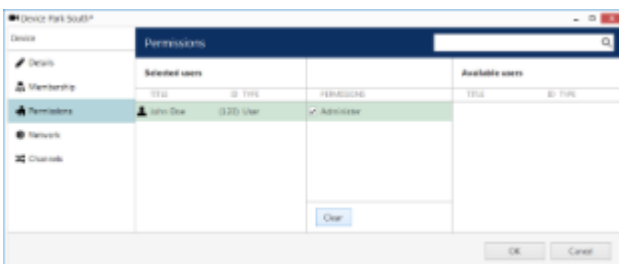 Device Park South*
Device
Permissions
Details
Membership
Permissions
Network
Channels
Selected users
Available users
TITLE ID TYPE
PERMISSIONS
TITLE ID TYPE
John Doe (120) User
Administer
Clear
OK Cancel